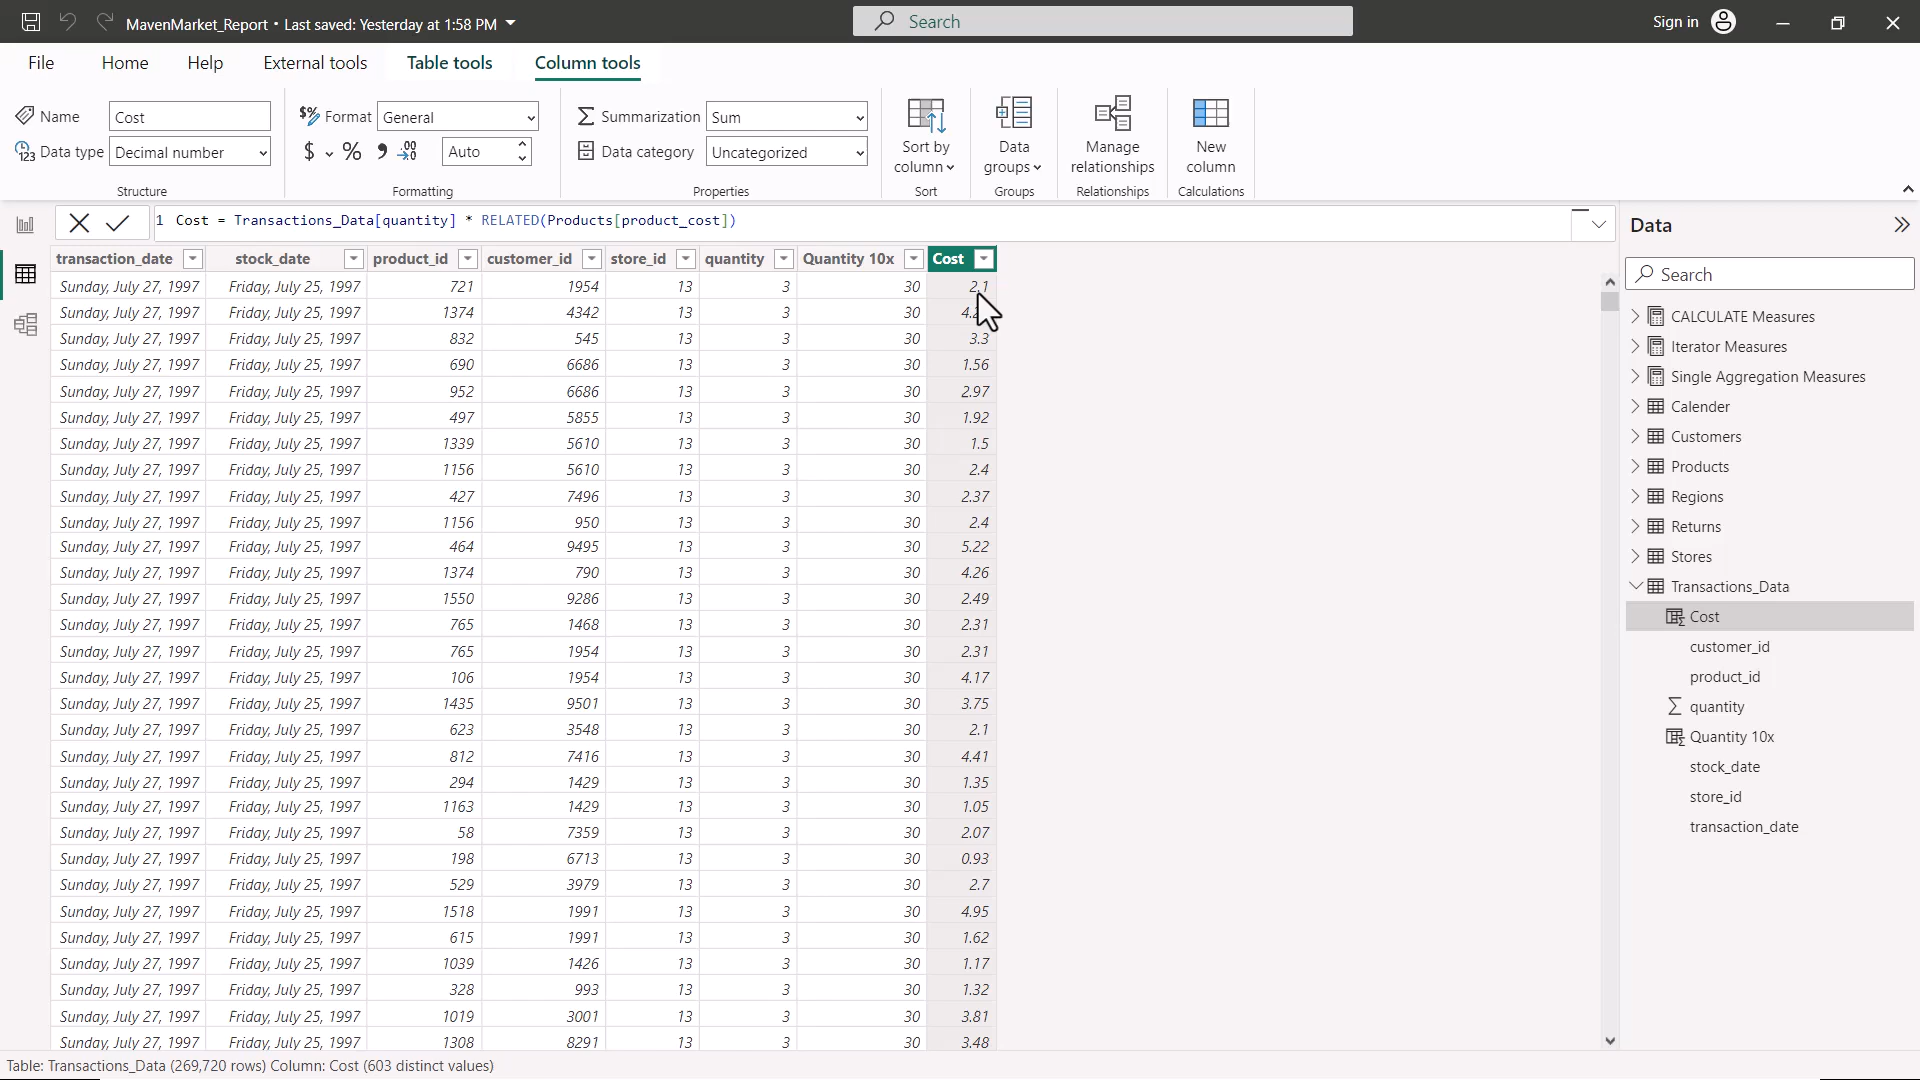 MavenMarket_Report • Last saved: Yesterday at 1:58 PM
Search
Sign in
File Home Help External tools Table tools Column tools
Name Cost
Data type Decimal number
Structure
Format General
$ % , .00 Auto
Formatting
Summarization Sum
Data category Uncategorized
Properties
Sort by column
Sort
Data groups
Groups
Manage relationships
Relationships
New column
Calculations
1 Cost = Transactions_Data[quantity] * RELATED(Products[product_cost])
transaction_date stock_date product_id customer_id store_id quantity Quantity 10x Cost
Sunday, July 27, 1997 Friday, July 25, 1997 721 1954 13 3 30 2.1
Sunday, July 27, 1997 Friday, July 25, 1997 1374 4342 13 3 30
Sunday, July 27, 1997 Friday, July 25, 1997 832 545 13 3 30 3.3
Sunday, July 27, 1997 Friday, July 25, 1997 690 6686 13 3 30 1.56
Sunday, July 27, 1997 Friday, July 25, 1997 952 6686 13 3 30 2.97
Sunday, July 27, 1997 Friday, July 25, 1997 497 5855 13 3 30 1.92
Sunday, July 27, 1997 Friday, July 25, 1997 1339 5610 13 3 30 1.5
Sunday, July 27, 1997 Friday, July 25, 1997 1156 5610 13 3 30 2.4
Sunday, July 27, 1997 Friday, July 25, 1997 427 7496 13 3 30 2.37
Sunday, July 27, 1997 Friday, July 25, 1997 1156 950 13 3 30 2.4
Sunday, July 27, 1997 Friday, July 25, 1997 464 9495 13 3 30 5.22
Sunday, July 27, 1997 Friday, July 25, 1997 1374 790 13 3 30 4.26
Sunday, July 27, 1997 Friday, July 25, 1997 1550 9286 13 3 30 2.49
Sunday, July 27, 1997 Friday, July 25, 1997 765 1468 13 3 30 2.31
Sunday, July 27, 1997 Friday, July 25, 1997 765 1954 13 3 30 2.31
Sunday, July 27, 1997 Friday, July 25, 1997 106 1954 13 3 30 4.17
Sunday, July 27, 1997 Friday, July 25, 1997 1435 9501 13 3 30 3.75
Sunday, July 27, 1997 Friday, July 25, 1997 623 3548 13 3 30 2.1
Sunday, July 27, 1997 Friday, July 25, 1997 812 7416 13 3 30 4.41
Sunday, July 27, 1997 Friday, July 25, 1997 294 1429 13 3 30 1.35
Sunday, July 27, 1997 Friday, July 25, 1997 1163 1429 13 3 30 1.05
Sunday, July 27, 1997 Friday, July 25, 1997 58 7359 13 3 30 2.07
Sunday, July 27, 1997 Friday, July 25, 1997 198 6713 13 3 30 0.93
Sunday, July 27, 1997 Friday, July 25, 1997 529 3979 13 3 30 2.7
Sunday, July 27, 1997 Friday, July 25, 1997 1518 1991 13 3 30 4.95
Sunday, July 27, 1997 Friday, July 25, 1997 615 1991 13 3 30 1.62
Sunday, July 27, 1997 Friday, July 25, 1997 1039 1426 13 3 30 1.17
Sunday, July 27, 1997 Friday, July 25, 1997 328 993 13 3 30 1.32
Sunday, July 27, 1997 Friday, July 25, 1997 1019 3001 13 3 30 3.81
Sunday, July 27, 1997 Friday, July 25, 1997 1308 8291 13 3 30 3.48
Data
Search
CALCULATE Measures
Iterator Measures
Single Aggregation Measures
Calender
Customers
Products
Regions
Returns
Stores
Transactions_Data
Cost
customer_id
product_id
quantity
Quantity 10x
stock_date
store_id
transaction_date
Table: Transactions_Data (269,720 rows) Column: Cost (603 distinct values)